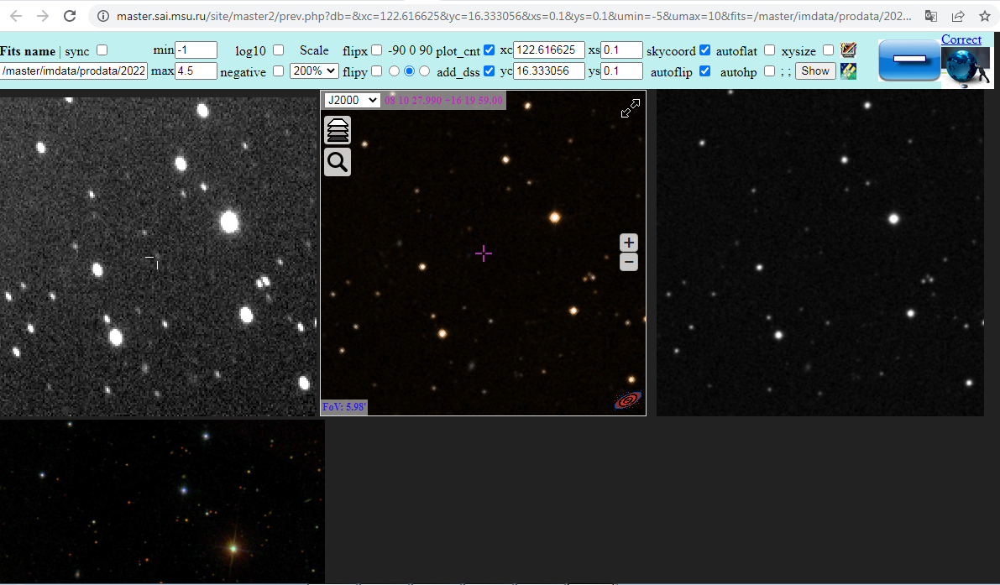 master.sai.msu.ru/site/master2/prev.php?db=&xc=122.616625&yc=16.333056&xs=0.1&ys=0.1&umin=-5&umax=10&fits=/master/imdata/prodata/202...
Fits name | sync min -1 log10 Scale flipx -90 0 90 plot_cnt xc 122.616625 xs 0.1 skycoord autoflat xysize Correct
/master/imdata/prodata/2022 max 4.5 negative 200% flipy add_dss yc 16.333056 ys 0.1 autoflip autohp ; ; Show
J2000 08 10 27.990 +16 19 59.00
+
−
FoV: 5.98'